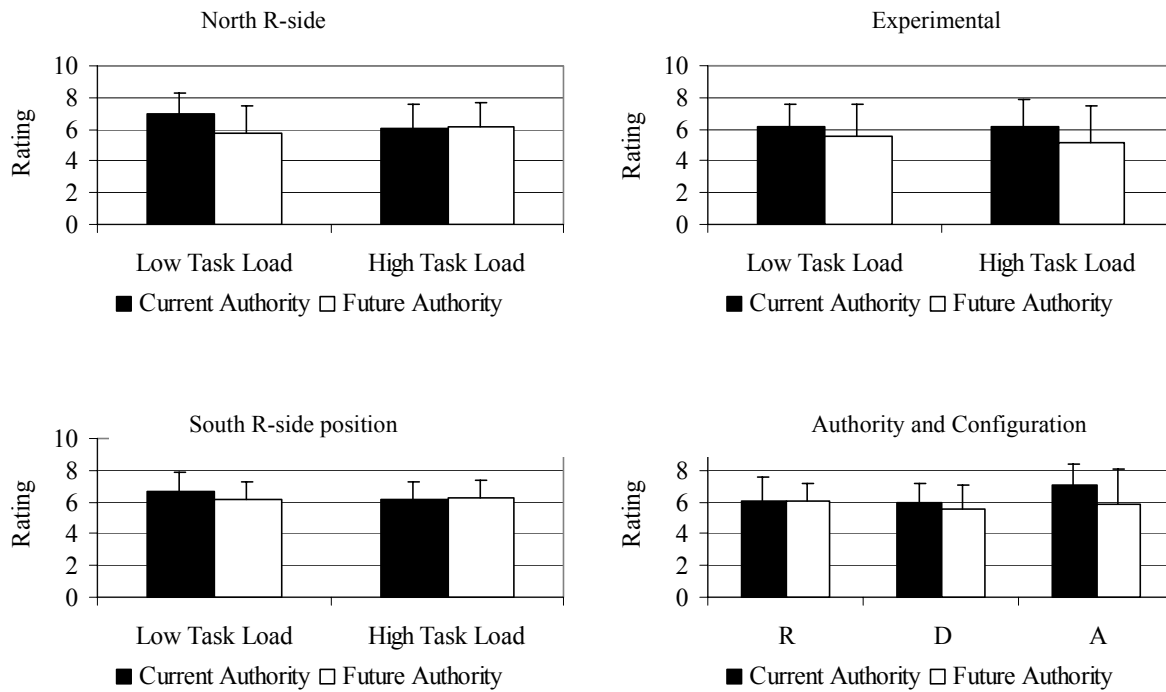 North R-side
10
8
6
4
2
0
Rating
Low Task Load High Task Load
Current Authority Future Authority
Experimental
10
8
6
4
2
0
Rating
Low Task Load High Task Load
Current Authority Future Authority
South R-side position
10
8
6
4
2
0
Rating
Low Task Load High Task Load
Current Authority Future Authority
Authority and Configuration
8
6
4
2
0
Rating
R D A
Current Authority Future Authority